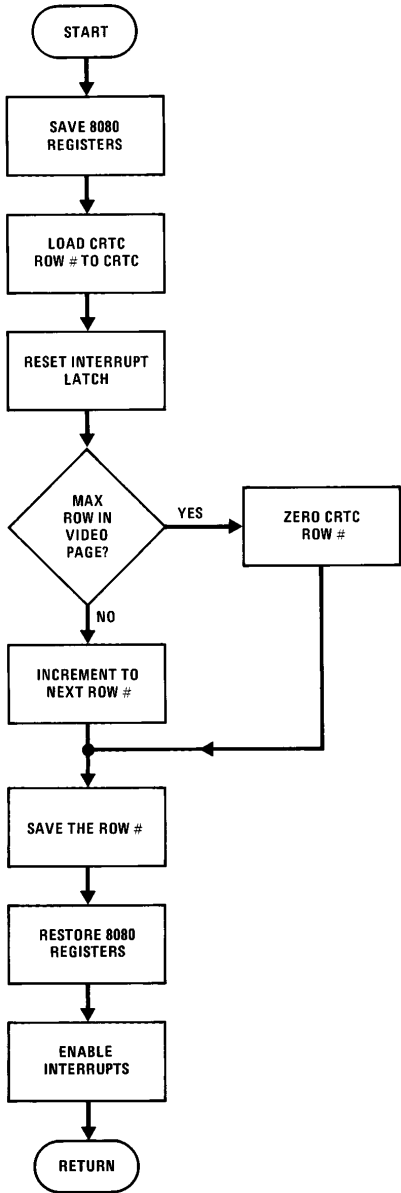 START
SAVE 8080
REGISTERS
LOAD CRTC
ROW # TO CRTC
RESET INTERRUPT
LATCH
MAX
ROW IN
VIDEO
PAGE?
YES
ZERO CRTC
ROW #
NO
INCREMENT TO
NEXT ROW #
SAVE THE ROW #
RESTORE 8080
REGISTERS
ENABLE
INTERRUPTS
RETURN